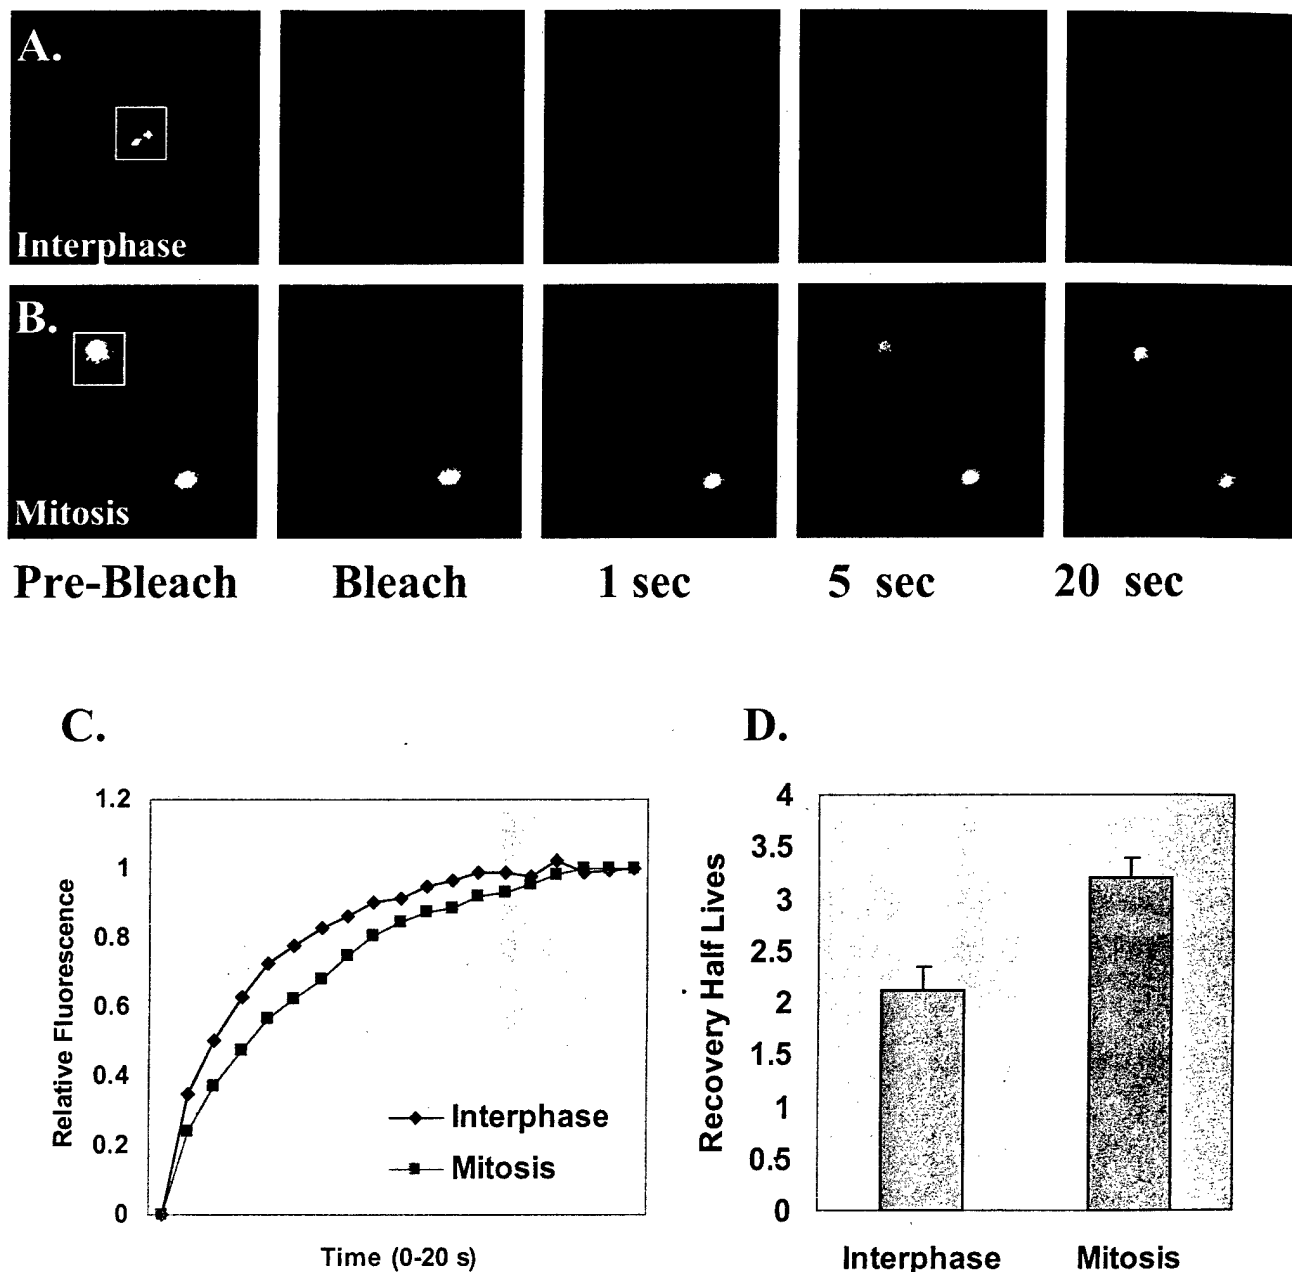 A.
Interphase
B.
Mitosis
Pre-Bleach Bleach 1 sec 5 sec 20 sec
C.
1.2
1
0.8
0.6
0.4
0.2
0
Relative Fluorescence
Interphase
Mitosis
Time (0-20 s)
D.
4
3.5
3
2.5
2
1.5
1
0.5
0
Recovery Half Lives
Interphase Mitosis